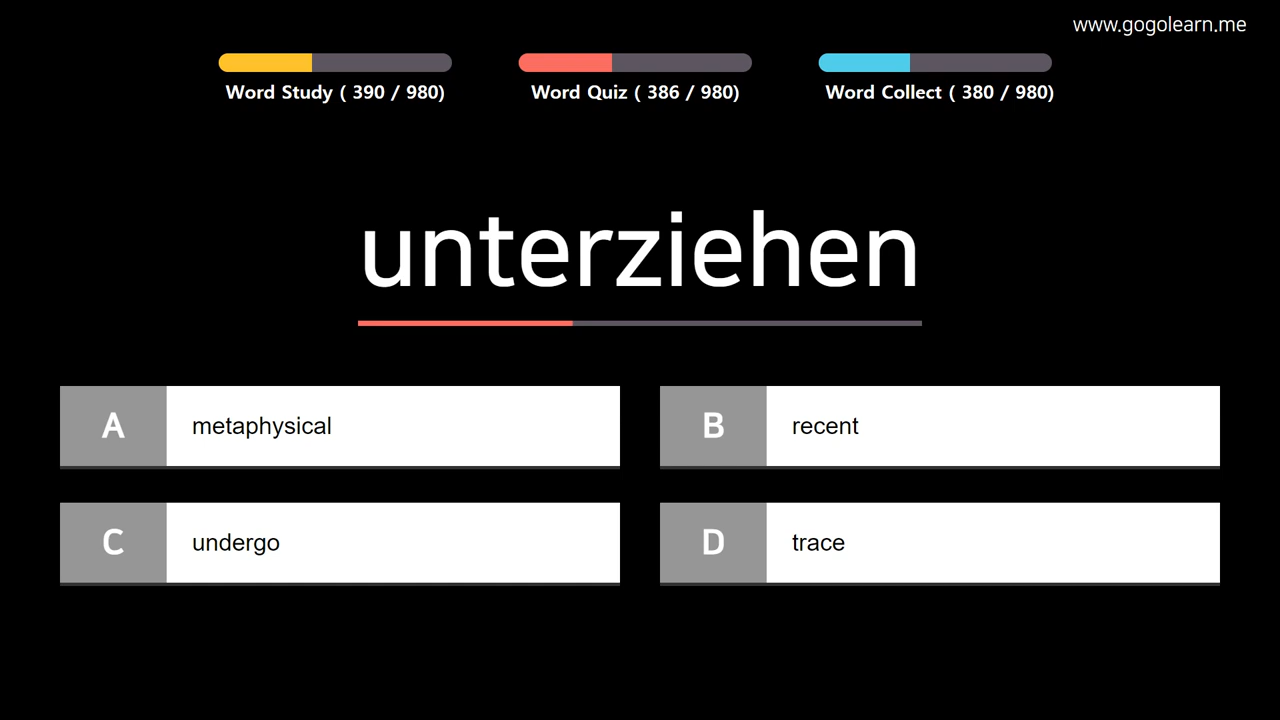 www.gogolearn.me
Word Study ( 390 / 980)
Word Quiz ( 386 / 980)
Word Collect ( 380 / 980)
unterziehen
A metaphysical
B recent
C undergo
D trace